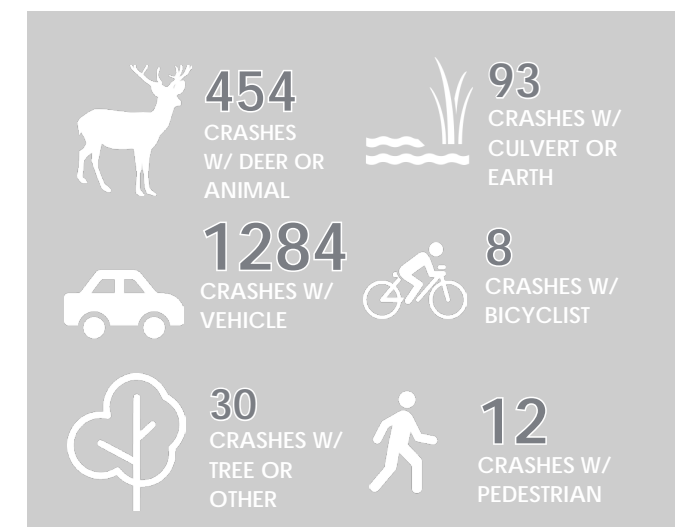 454
CRASHES
W/ DEER OR
ANIMAL
93
CRASHES W/
CULVERT OR
EARTH
1284
CRASHES W/
VEHICLE
8
CRASHES W/
BICYCLIST
30
CRASHES W/
TREE OR
OTHER
12
CRASHES W/
PEDESTRIAN